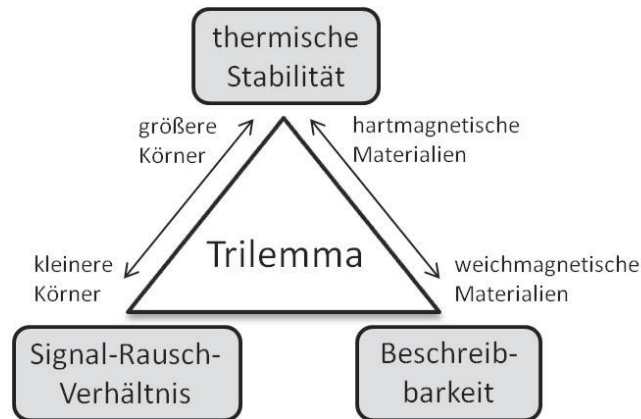 thermische
Stabilität
größere
Körner
hartmagnetische
Materialien
Trilemma
kleinere
Körner
weichmagnetische
Materialien
Signal-Rausch-
Verhältnis
Beschreib-
barkeit